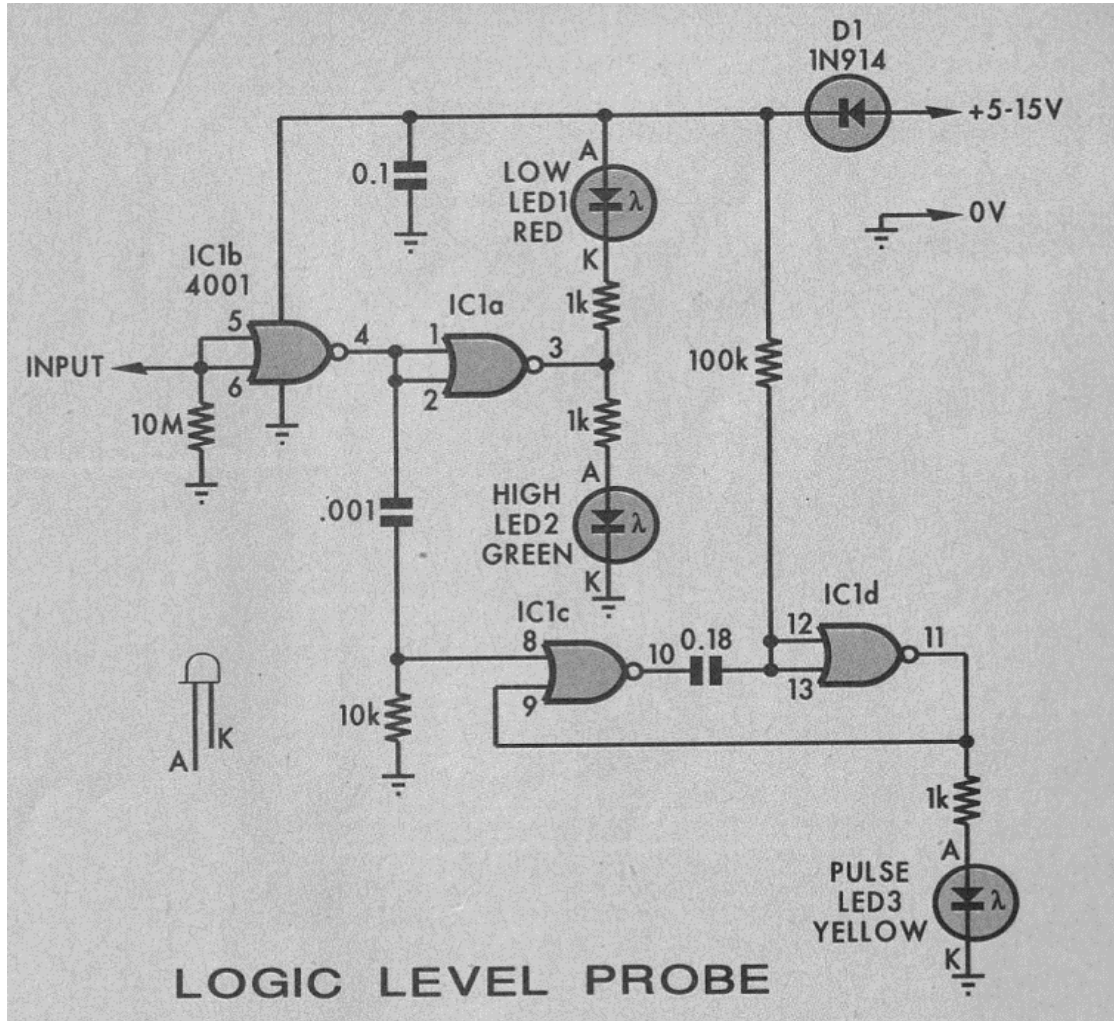 D1
1N914
+5-15V
A
0.1
LOW
LED1
RED
λ
0V
K
IC1b
4001
IC1a
1k
5
4
1
3
INPUT
6
2
100k
10M
1k
A
.001
HIGH
LED2
GREEN
λ
K
IC1c
IC1d
8
10
0.18
12
11
9
13
10k
K
A
1k
A
PULSE
LED3
YELLOW
λ
K
LOGIC LEVEL PROBE